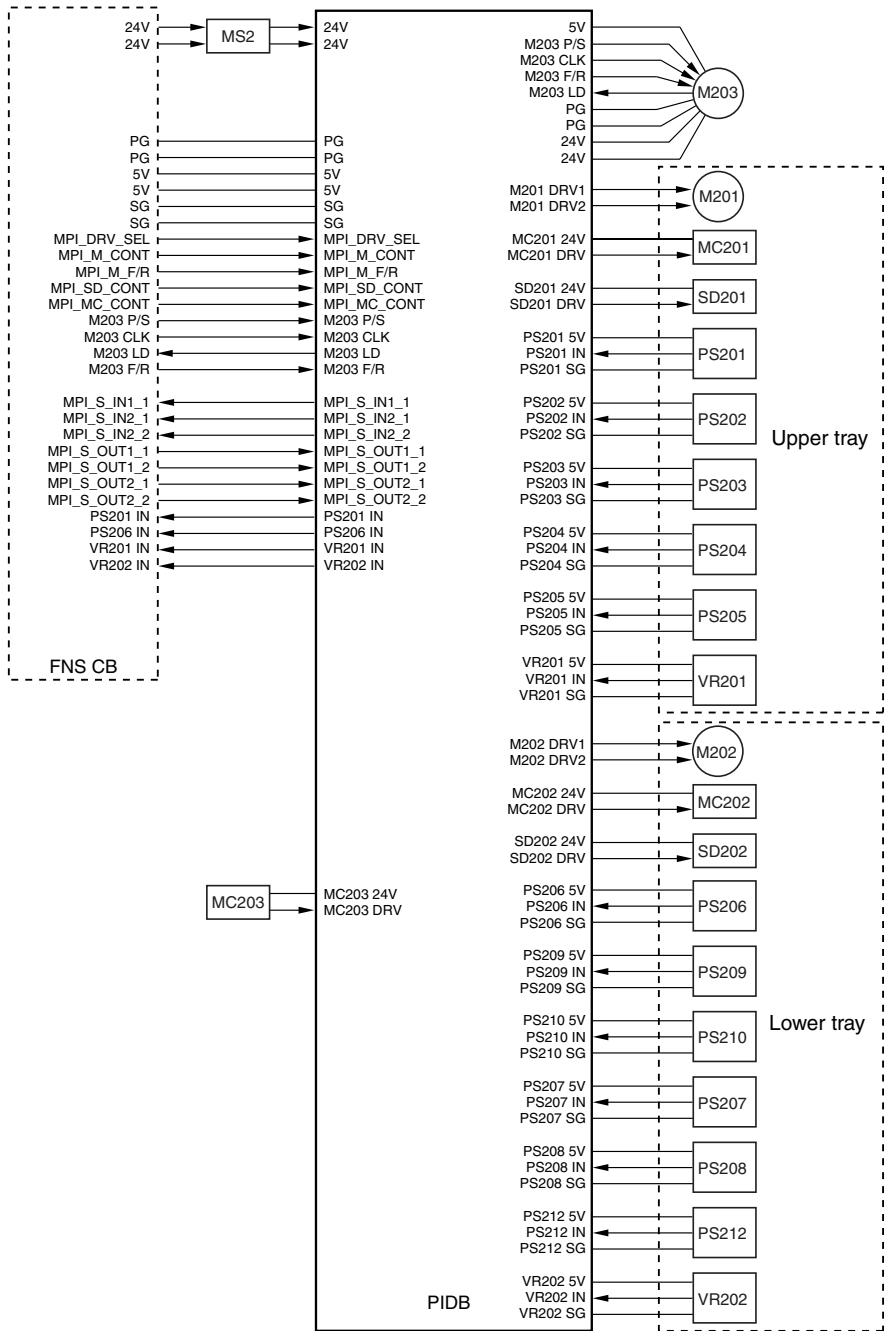 24V
24V
MS2
24V
24V
PG
PG
5V
5V
SG
SG
MPI_DRV_SEL
MPI_M_CONT
MPI_M_F/R
MPI_SD_CONT
MPI_MC_CONT
M203 P/S
M203 CLK
M203 LD
M203 F/R
MPI_S_IN1_1
MPI_S_IN2_1
MPI_S_IN2_2
MPI_S_OUT1_1
MPI_S_OUT1_2
MPI_S_OUT2_1
MPI_S_OUT2_2
PS201 IN
PS206 IN
VR201 IN
VR202 IN
FNS CB
PG
PG
5V
5V
SG
SG
MPI_DRV_SEL
MPI_M_CONT
MPI_M_F/R
MPI_SD_CONT
MPI_MC_CONT
M203 P/S
M203 CLK
M203 LD
M203 F/R
MPI_S_IN1_1
MPI_S_IN2_1
MPI_S_IN2_2
MPI_S_OUT1_1
MPI_S_OUT1_2
MPI_S_OUT2_1
MPI_S_OUT2_2
PS201 IN
PS206 IN
VR201 IN
VR202 IN
MC203
MC203 24V
MC203 DRV
PIDB
5V
M203 P/S
M203 CLK
M203 F/R
M203 LD
PG
PG
24V
24V
M203
M201 DRV1
M201 DRV2
M201
MC201 24V
MC201 DRV
MC201
SD201 24V
SD201 DRV
SD201
PS201 5V
PS201 IN
PS201 SG
PS201
PS202 5V
PS202 IN
PS202 SG
PS202
Upper tray
PS203 5V
PS203 IN
PS203 SG
PS203
PS204 5V
PS204 IN
PS204 SG
PS204
PS205 5V
PS205 IN
PS205 SG
PS205
VR201 5V
VR201 IN
VR201 SG
VR201
M202 DRV1
M202 DRV2
M202
MC202 24V
MC202 DRV
MC202
SD202 24V
SD202 DRV
SD202
PS206 5V
PS206 IN
PS206 SG
PS206
PS209 5V
PS209 IN
PS209 SG
PS209
PS210 5V
PS210 IN
PS210 SG
PS210
Lower tray
PS207 5V
PS207 IN
PS207 SG
PS207
PS208 5V
PS208 IN
PS208 SG
PS208
PS212 5V
PS212 IN
PS212 SG
PS212
VR202 5V
VR202 IN
VR202 SG
VR202